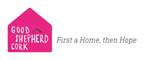 GOOD
SHEPHERD
CORK
First a Home, then Hope